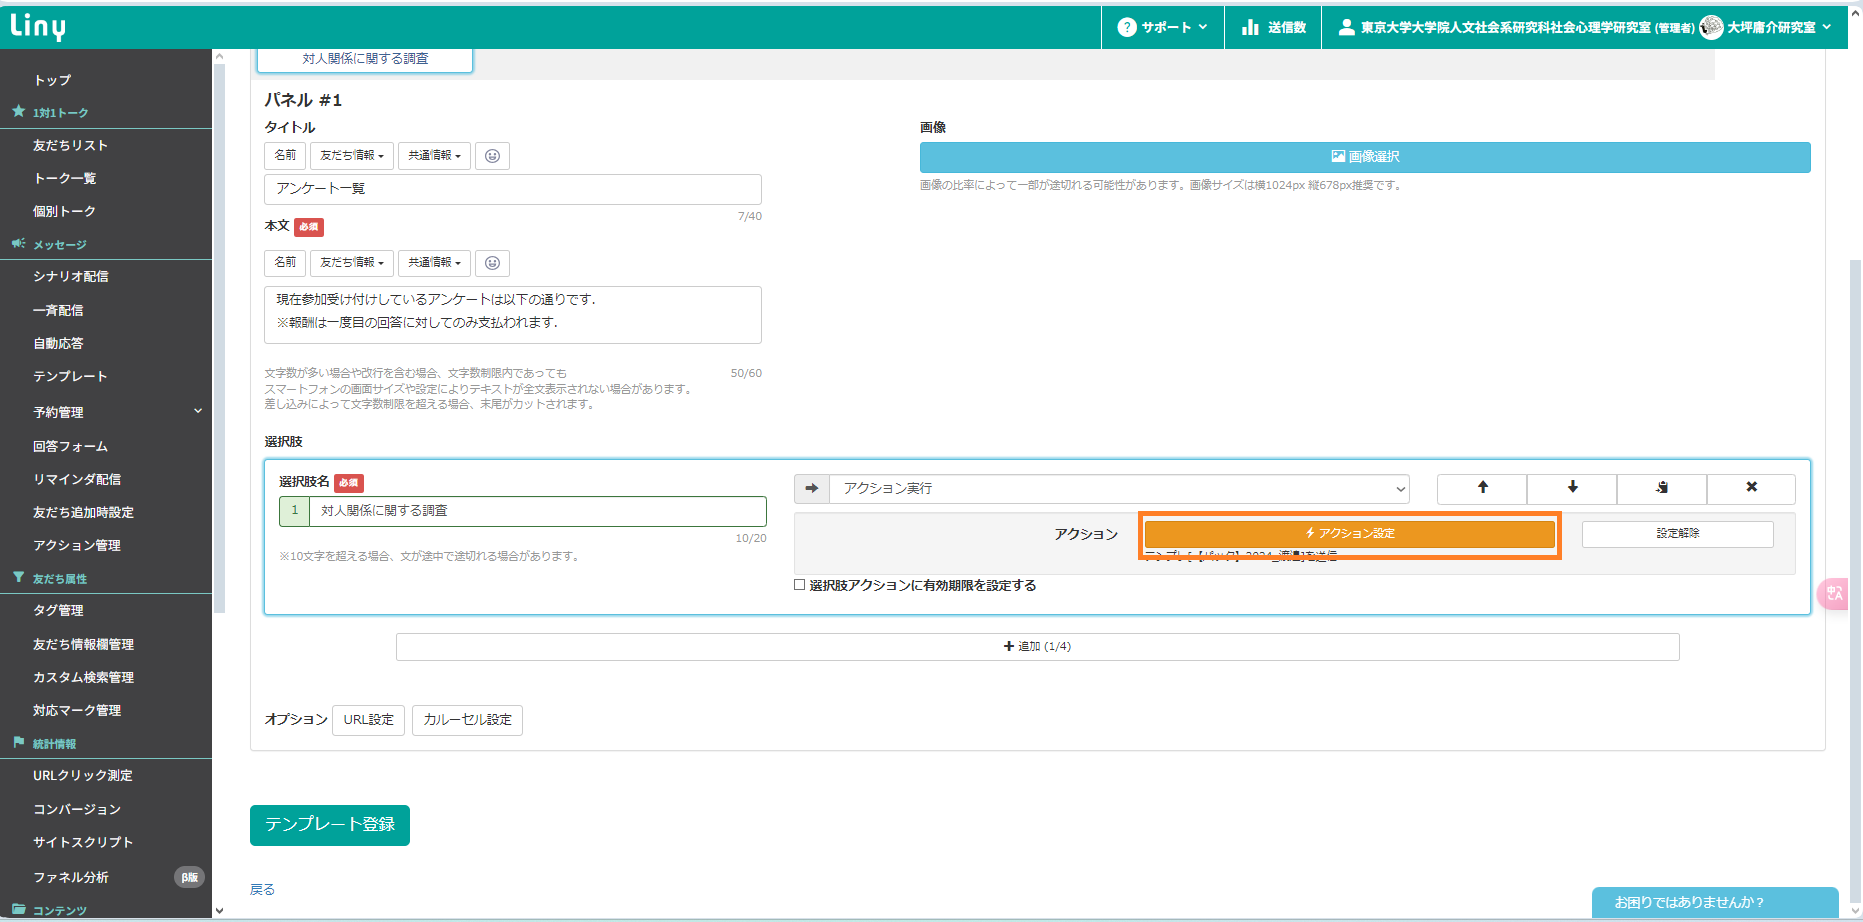 Liny
? サポート
送信数
東京大学大学院人文社会系研究科社会心理学研究室 (管理者) 大坪庸介研究室
トップ
1対1トーク
友だちリスト
トーク一覧
個別トーク
メッセージ
シナリオ配信
一斉配信
自動応答
テンプレート
予約管理
回答フォーム
リマインダ配信
友だち追加時設定
アクション管理
友だち属性
タグ管理
友だち情報欄管理
カスタム検索管理
対応マーク管理
統計情報
URLクリック測定
コンバージョン
サイトスクリプト
ファネル分析 β版
コンテンツ
対人関係に関する調査
パネル #1
タイトル
名前 友だち情報 共通情報
アンケート一覧
7/40
画像
画像選択
画像の比率によって一部が途切れる可能性があります。画像サイズは横1024px 縦678px推奨です。
本文 必須
名前 友だち情報 共通情報
現在参加受け付けしているアンケートは以下の通りです.
※報酬は一度目の回答に対してのみ支払われます.
文字数が多い場合や改行を含む場合、文字数制限内であっても 50/60
スマートフォンの画面サイズや設定によりテキストが全文表示されない場合があります。
差し込みによって文字数制限を超える場合、末尾がカットされます。
選択肢
選択肢名 必須
1 対人関係に関する調査
10/20
※10文字を超える場合、文が途中で途切れる場合があります。
アクション実行
アクション アクション設定 設定解除
選択肢アクションに有効期限を設定する
追加 (1/4)
オプション URL設定 カルーセル設定
テンプレート登録
戻る
お困りではありませんか？